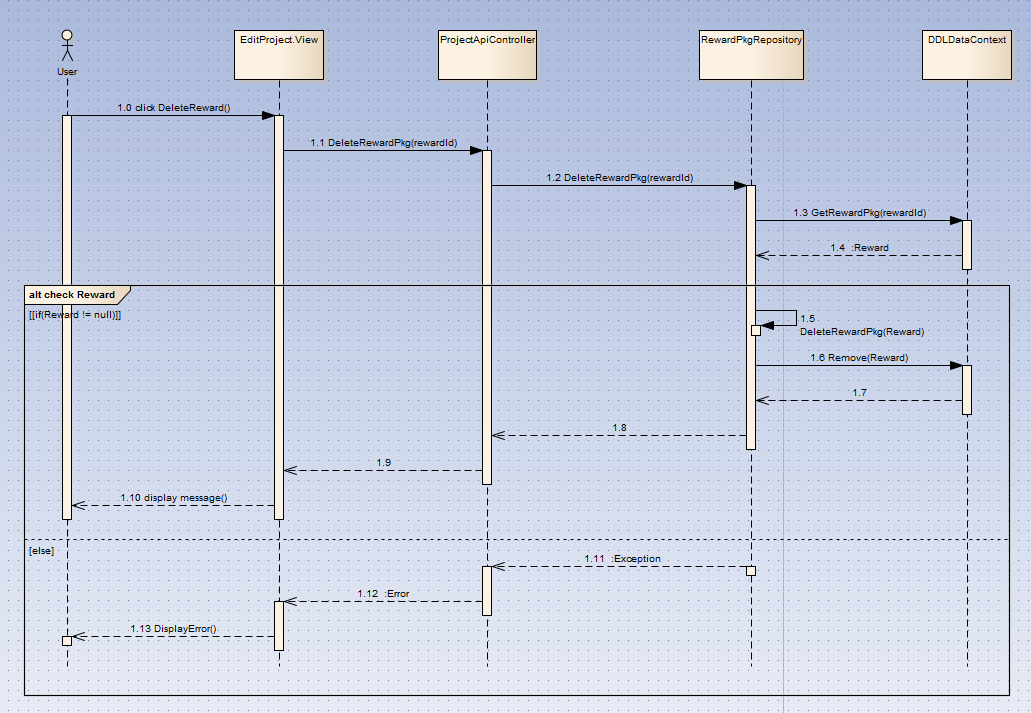 EditProject.View
ProjectApiController
RewardPkgRepository
DDLDataContext
User
1.0 click DeleteReward()
1.1 DeleteRewardPkg(rewardId)
1.2 DeleteRewardPkg(rewardId)
1.3 GetRewardPkg(rewardId)
1.4 :Reward
alt check Reward
[[if(Reward != null)]]
1.5
DeleteRewardPkg(Reward)
1.6 Remove(Reward)
1.7
1.8
1.9
1.10 display message()
[else]
1.11 :Exception
1.12 :Error
1.13 DisplayError()